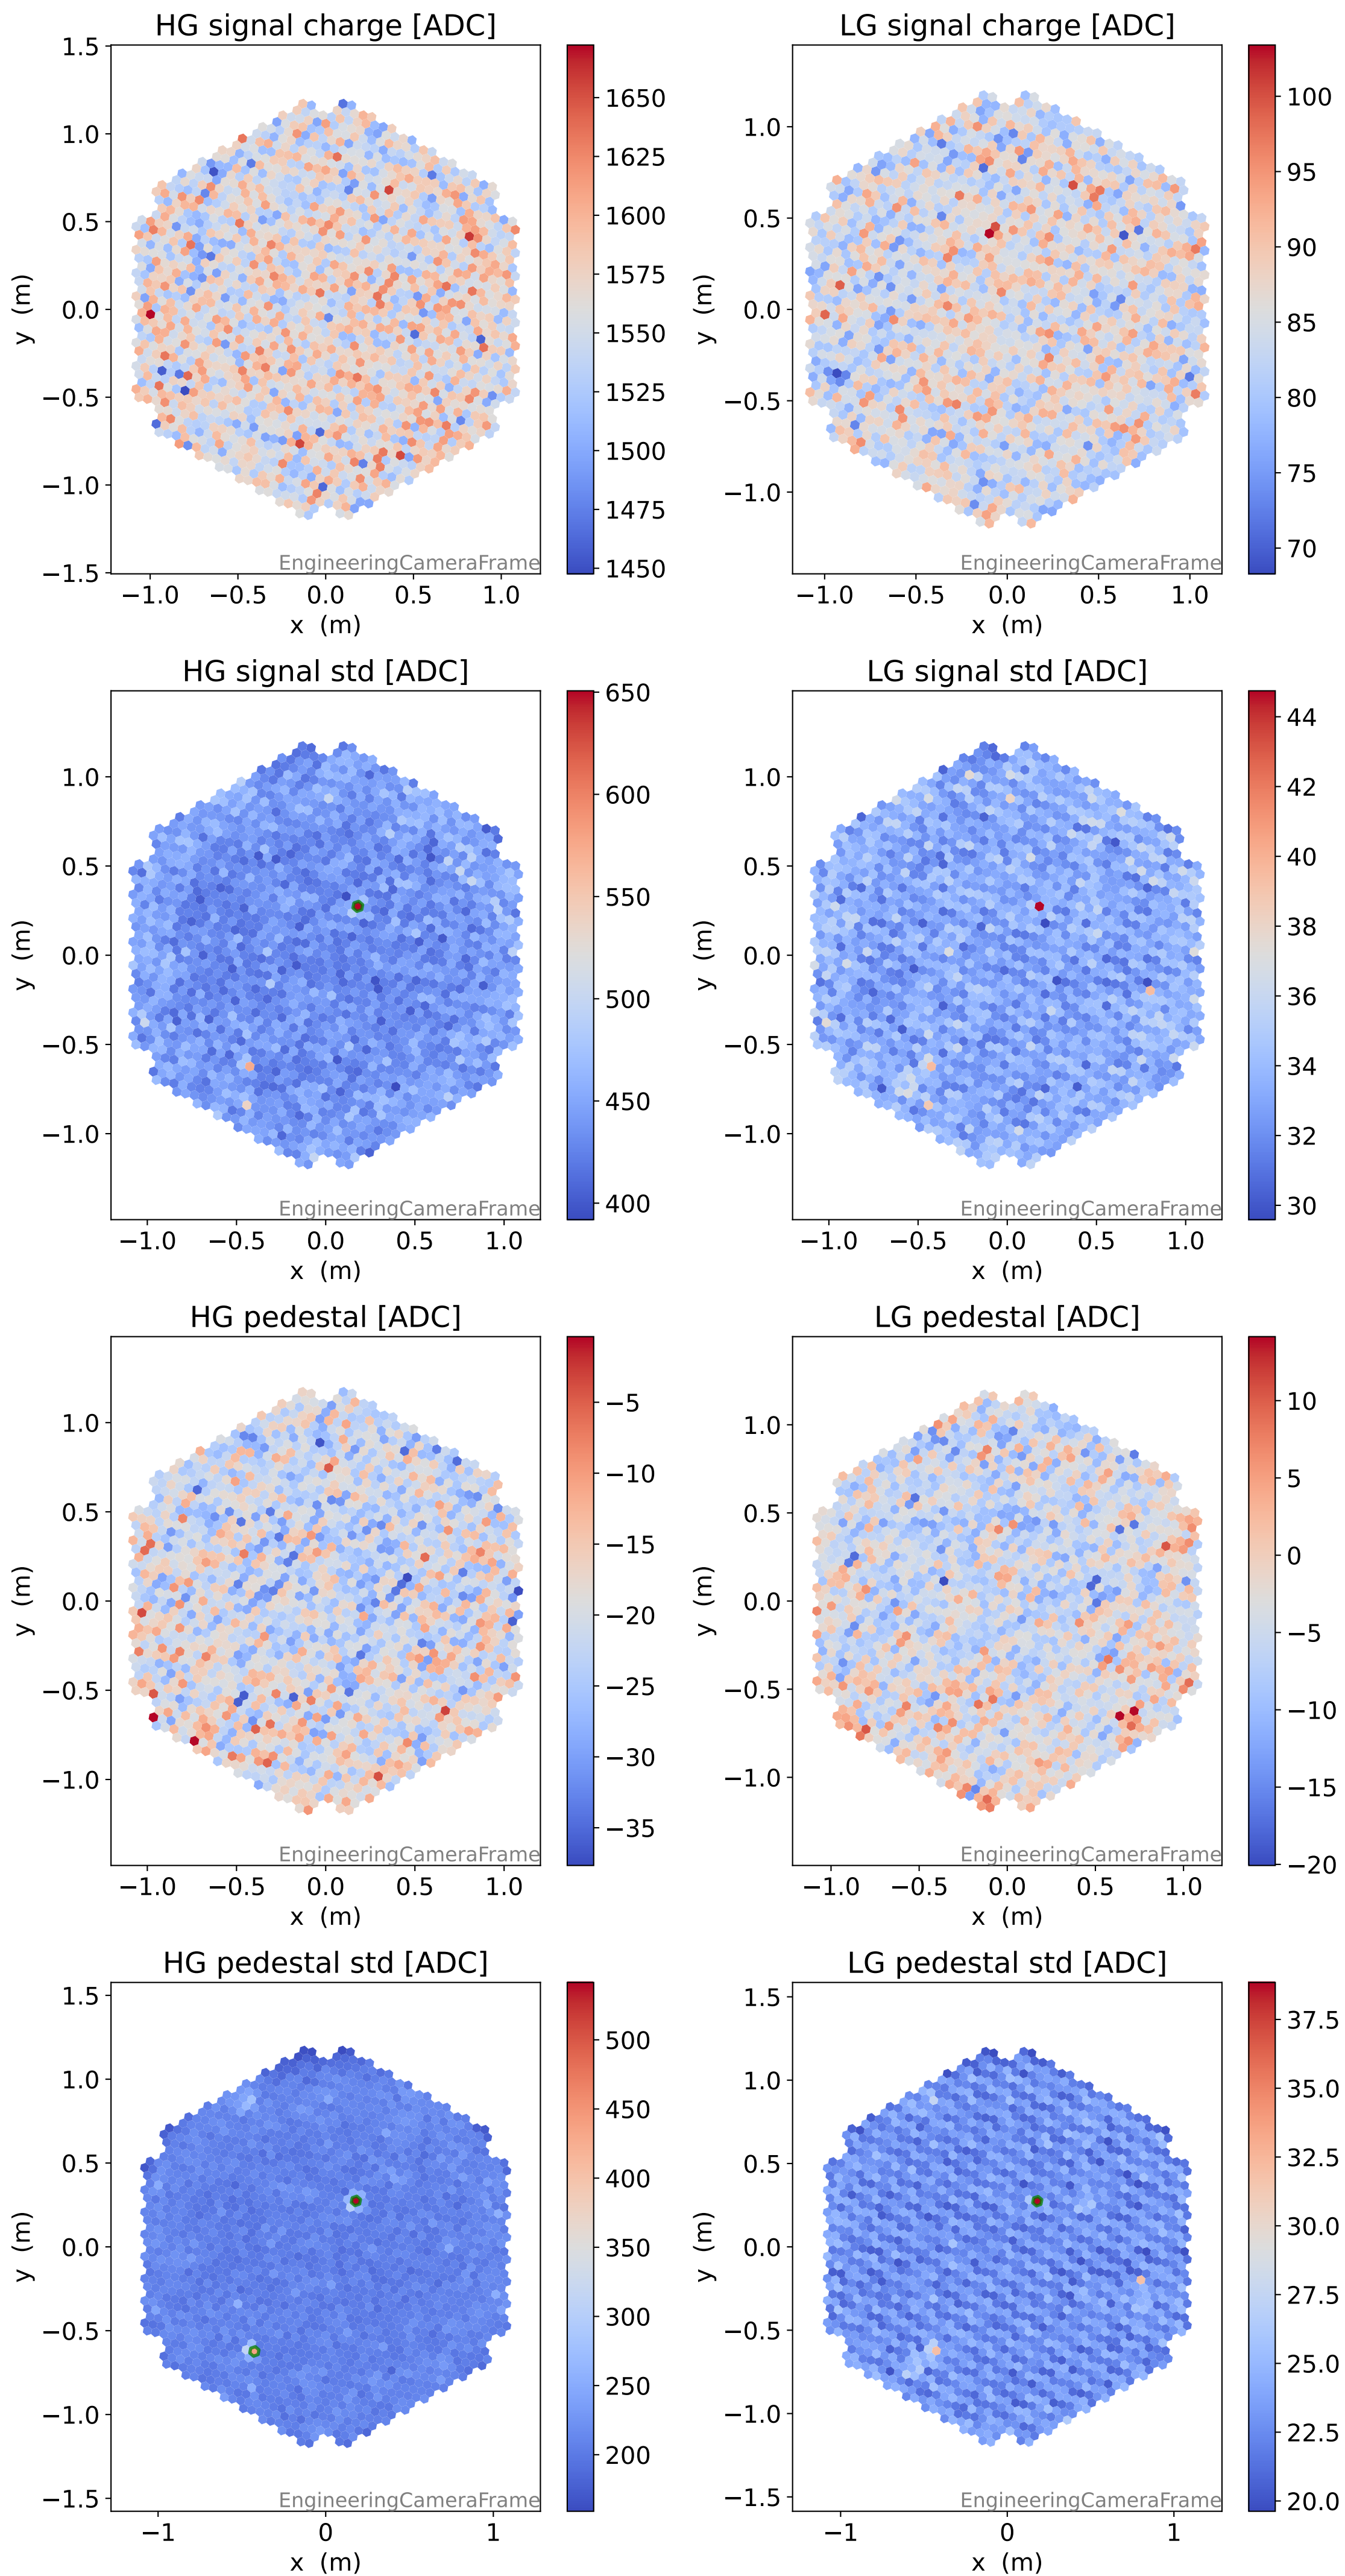 HG signal charge [ADC]
1.5
1.0
0.5
0.0
−0.5
−1.0
−1.5
y (m)
−1.0 −0.5 0.0 0.5 1.0
x (m)
EngineeringCameraFrame
1650
1625
1600
1575
1550
1525
1500
1475
1450
LG signal charge [ADC]
1.0
0.5
0.0
−0.5
−1.0
y (m)
−1.0 −0.5 0.0 0.5 1.0
x (m)
EngineeringCameraFrame
100
95
90
85
80
75
70
HG signal std [ADC]
1.0
0.5
0.0
−0.5
−1.0
y (m)
−1.0 −0.5 0.0 0.5 1.0
x (m)
EngineeringCameraFrame
650
600
550
500
450
400
LG signal std [ADC]
1.0
0.5
0.0
−0.5
−1.0
y (m)
−1.0 −0.5 0.0 0.5 1.0
x (m)
EngineeringCameraFrame
44
42
40
38
36
34
32
30
HG pedestal [ADC]
1.0
0.5
0.0
−0.5
−1.0
y (m)
−1.0 −0.5 0.0 0.5 1.0
x (m)
EngineeringCameraFrame
−5
−10
−15
−20
−25
−30
−35
LG pedestal [ADC]
1.0
0.5
0.0
−0.5
−1.0
y (m)
−1.0 −0.5 0.0 0.5 1.0
x (m)
EngineeringCameraFrame
10
5
0
−5
−10
−15
−20
HG pedestal std [ADC]
1.5
1.0
0.5
0.0
−0.5
−1.0
−1.5
y (m)
−1 0 1
x (m)
EngineeringCameraFrame
500
450
400
350
300
250
200
LG pedestal std [ADC]
1.5
1.0
0.5
0.0
−0.5
−1.0
−1.5
y (m)
−1 0 1
x (m)
EngineeringCameraFrame
37.5
35.0
32.5
30.0
27.5
25.0
22.5
20.0